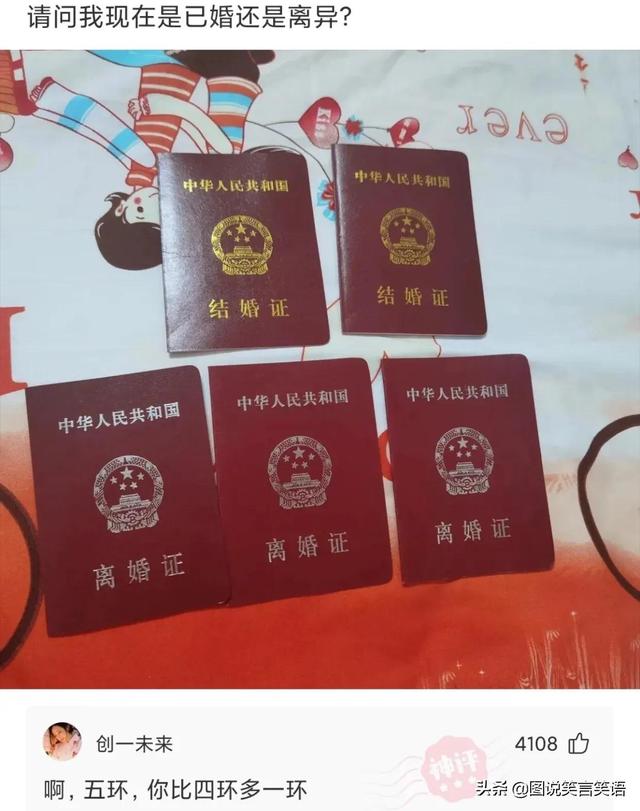 请问我现在是已婚还是离异?
ever
中华人民共和国
结婚证
中华人民共和国
结婚证
中华人民共和国
离婚证
中华人民共和国
离婚证
中华人民共和国
离婚证
创一未来
4108
神评
啊,五环,你比四环多一环
头条 @图说笑言笑语